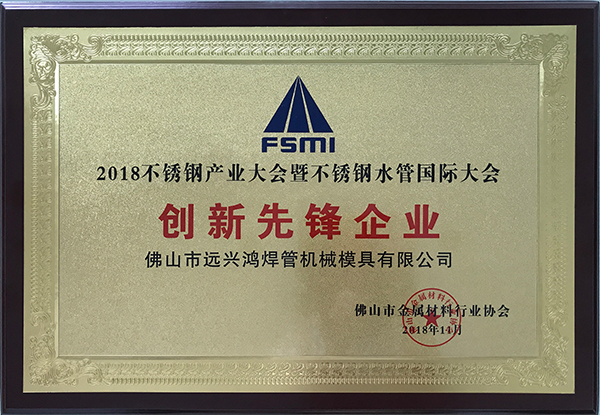 FSMI
2018不锈钢产业大会暨不锈钢水管国际大会
创新先锋企业
佛山市远兴鸿焊管机械模具有限公司
佛山市金属材料行业协会
2018年11月